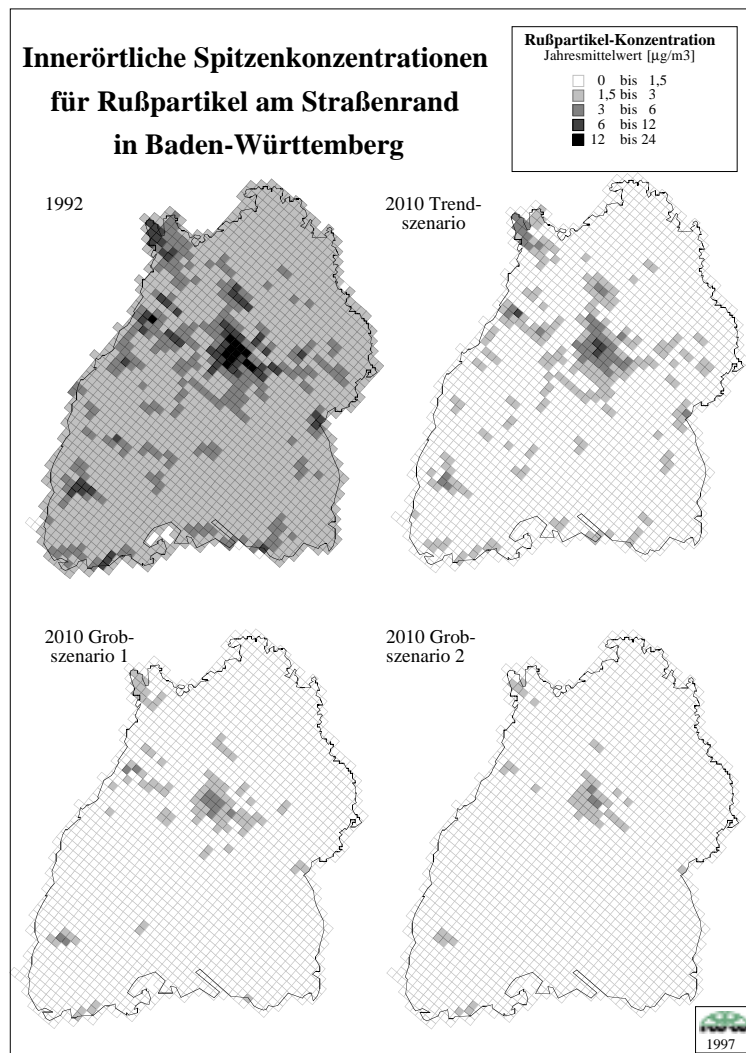 Innerörtliche Spitzenkonzentrationen
für Rußpartikel am Straßenrand
in Baden-Württemberg
Rußpartikel-Konzentration
Jahresmittelwert [µg/m3]
0 bis 1,5
1,5 bis 3
3 bis 6
6 bis 12
12 bis 24
1992
2010 Trend-
szenario
2010 Grob-
szenario 1
2010 Grob-
szenario 2
1997